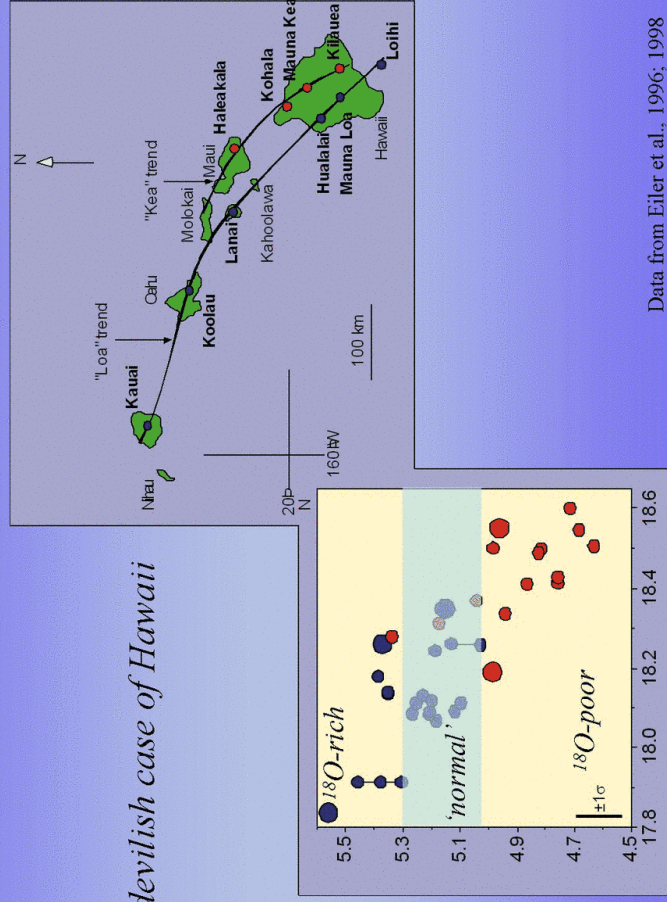 devilish case of Hawaii
N
"Loa" trend
"Kea" trend
Kauai
Niihau
Oahu
Koolau
Molokai
Maui
Haleakala
Lanai
Kahoolawa
Kohala
Mauna Kea
Kilauea
Hualalai
Mauna Loa
Hawaii
Loihi
100 km
160
W
20
N
18O-rich
'normal'
18O-poor
±1σ
5.5
5.3
5.1
4.9
4.7
4.5
17.8
18.0
18.2
18.4
18.6
Data from Eiler et al., 1996; 1998